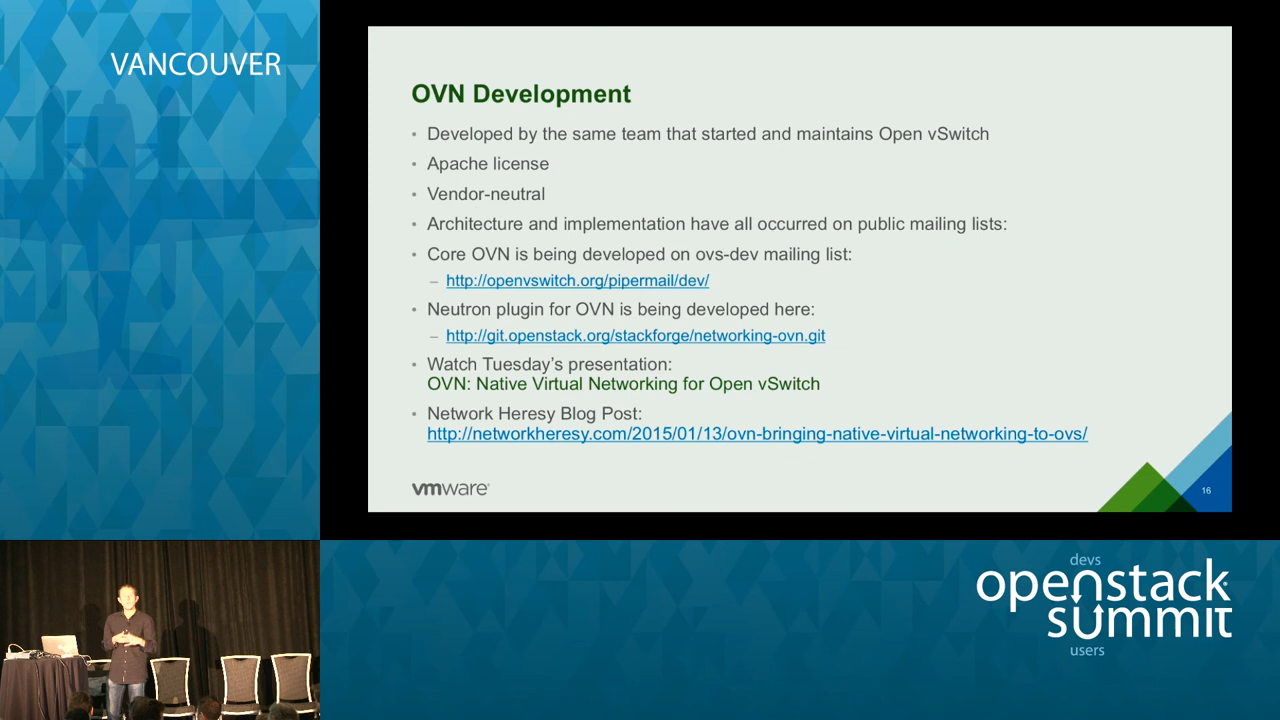 VANCOUVER
OVN Development
• Developed by the same team that started and maintains Open vSwitch
• Apache license
• Vendor-neutral
• Architecture and implementation have all occurred on public mailing lists:
• Core OVN is being developed on ovs-dev mailing list:
– http://openvswitch.org/pipermail/dev/
• Neutron plugin for OVN is being developed here:
– http://git.openstack.org/stackforge/networking-ovn.git
• Watch Tuesday’s presentation:
OVN: Native Virtual Networking for Open vSwitch
• Network Heresy Blog Post:
http://networkheresy.com/2015/01/13/ovn-bringing-native-virtual-networking-to-ovs/
vmware
16
devs
openstack
summit
users